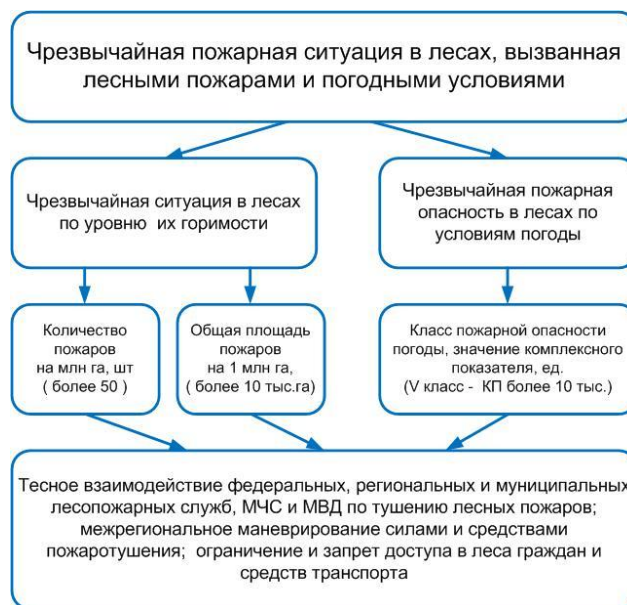 Чрезвычайная пожарная ситуация в лесах, вызванная
лесными пожарами и погодными условиями
Чрезвычайная ситуация в лесах
по уровню их горимости
Чрезвычайная пожарная
опасность в лесах по
условиям погоды
Количество
пожаров
на млн га, шт
( более 50 )
Общая площадь
пожаров
на 1 млн га,
( более 10 тыс.га)
Класс пожарной опасности
погоды, значение комплексного
показателя, ед.
(V класс - КП более 10 тыс.)
Тесное взаимодействие федеральных, региональных и муниципальных
лесопожарных служб, МЧС и МВД по тушению лесных пожаров;
межрегиональное маневрирование силами и средствами
пожаротушения; ограничение и запрет доступа в леса граждан и
средств транспорта